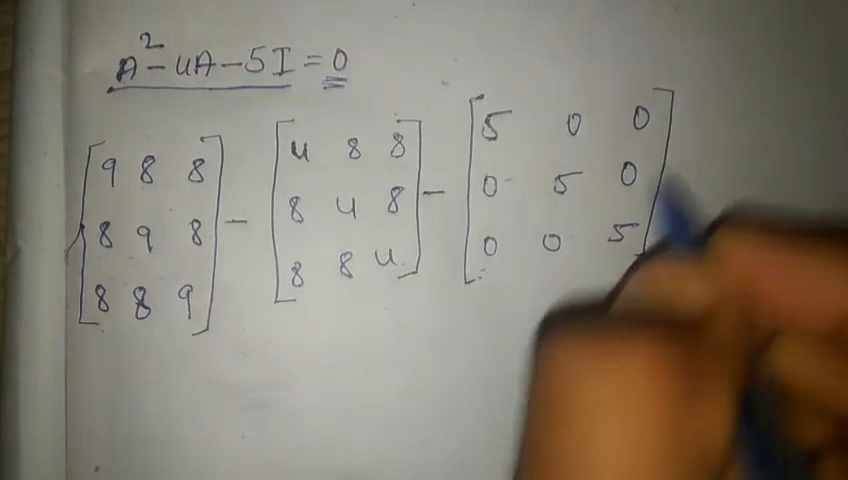 A² - 4A - 5I = 0
[9 8 8] [4 8 8] [5 0 0]
[8 9 8] - [8 4 8] - [0 5 0]
[8 8 9] [8 8 4] [0 0 5]